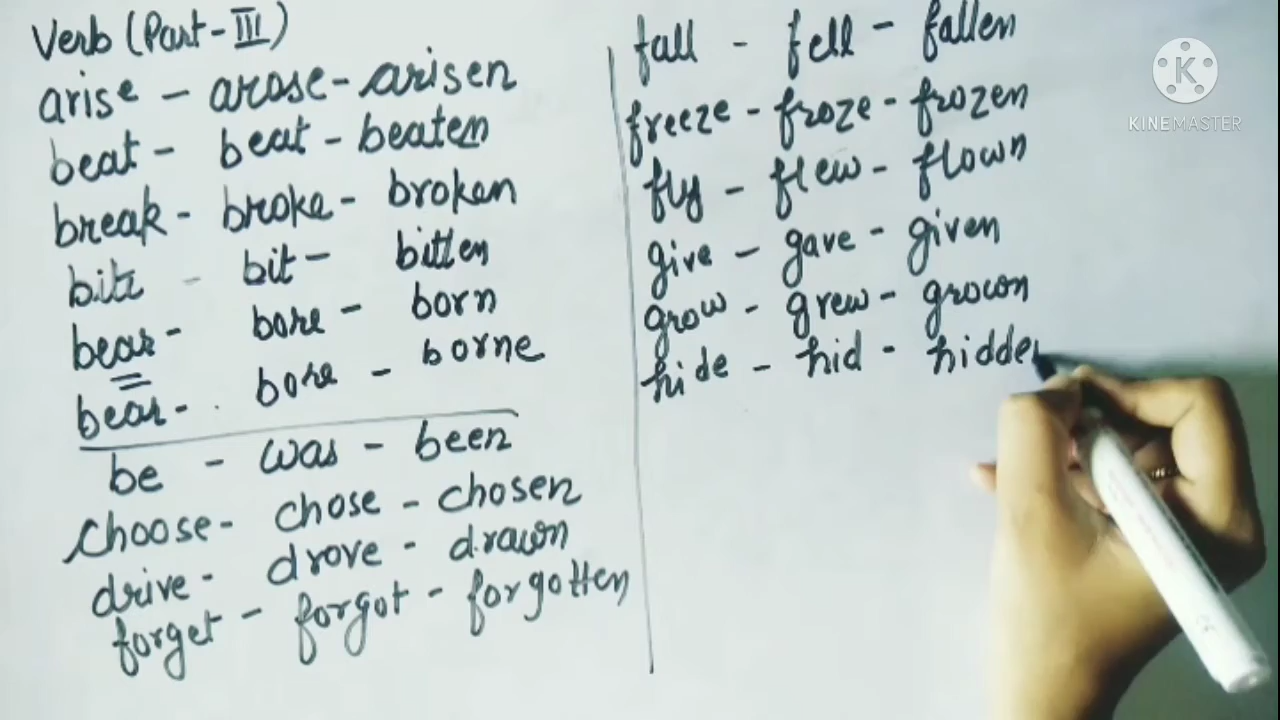 Verb (Part-III)
arise - arose - arisen
beat - beat - beaten
break - broke - broken
bite - bit - bitten
bear - bore - born
bear - bore - borne
be - was - been
choose - chose - chosen
drive - drove - drawn
forget - forgot - forgotten
fall - fell - fallen
freeze - froze - frozen
fly - flew - flown
give - gave - given
grow - grew - grown
hide - hid - hidden
K
KINEMASTER